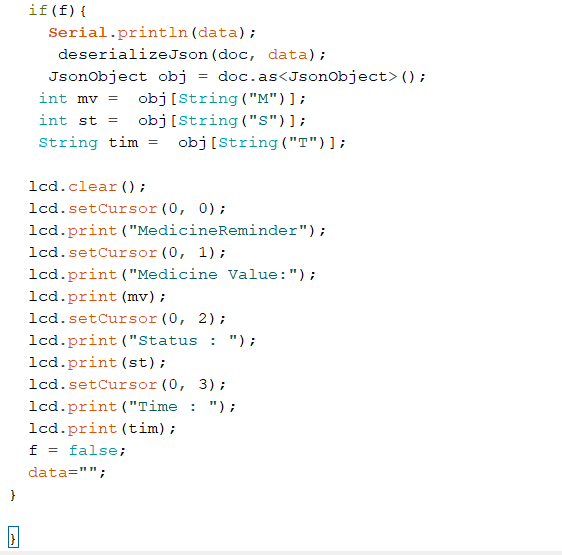 if(f){
Serial.println(data);
deserializeJson(doc, data);
JsonObject obj = doc.as<JsonObject>();
int mv =  obj[String("M")];
int st =  obj[String("S")];
String tim =  obj[String("T")];
lcd.clear();
lcd.setCursor(0, 0);
lcd.print("MedicineReminder");
lcd.setCursor(0, 1);
lcd.print("Medicine Value:");
lcd.print(mv);
lcd.setCursor(0, 2);
lcd.print("Status : ");
lcd.print(st);
lcd.setCursor(0, 3);
lcd.print("Time : ");
lcd.print(tim);
f = false;
data="";
}
}